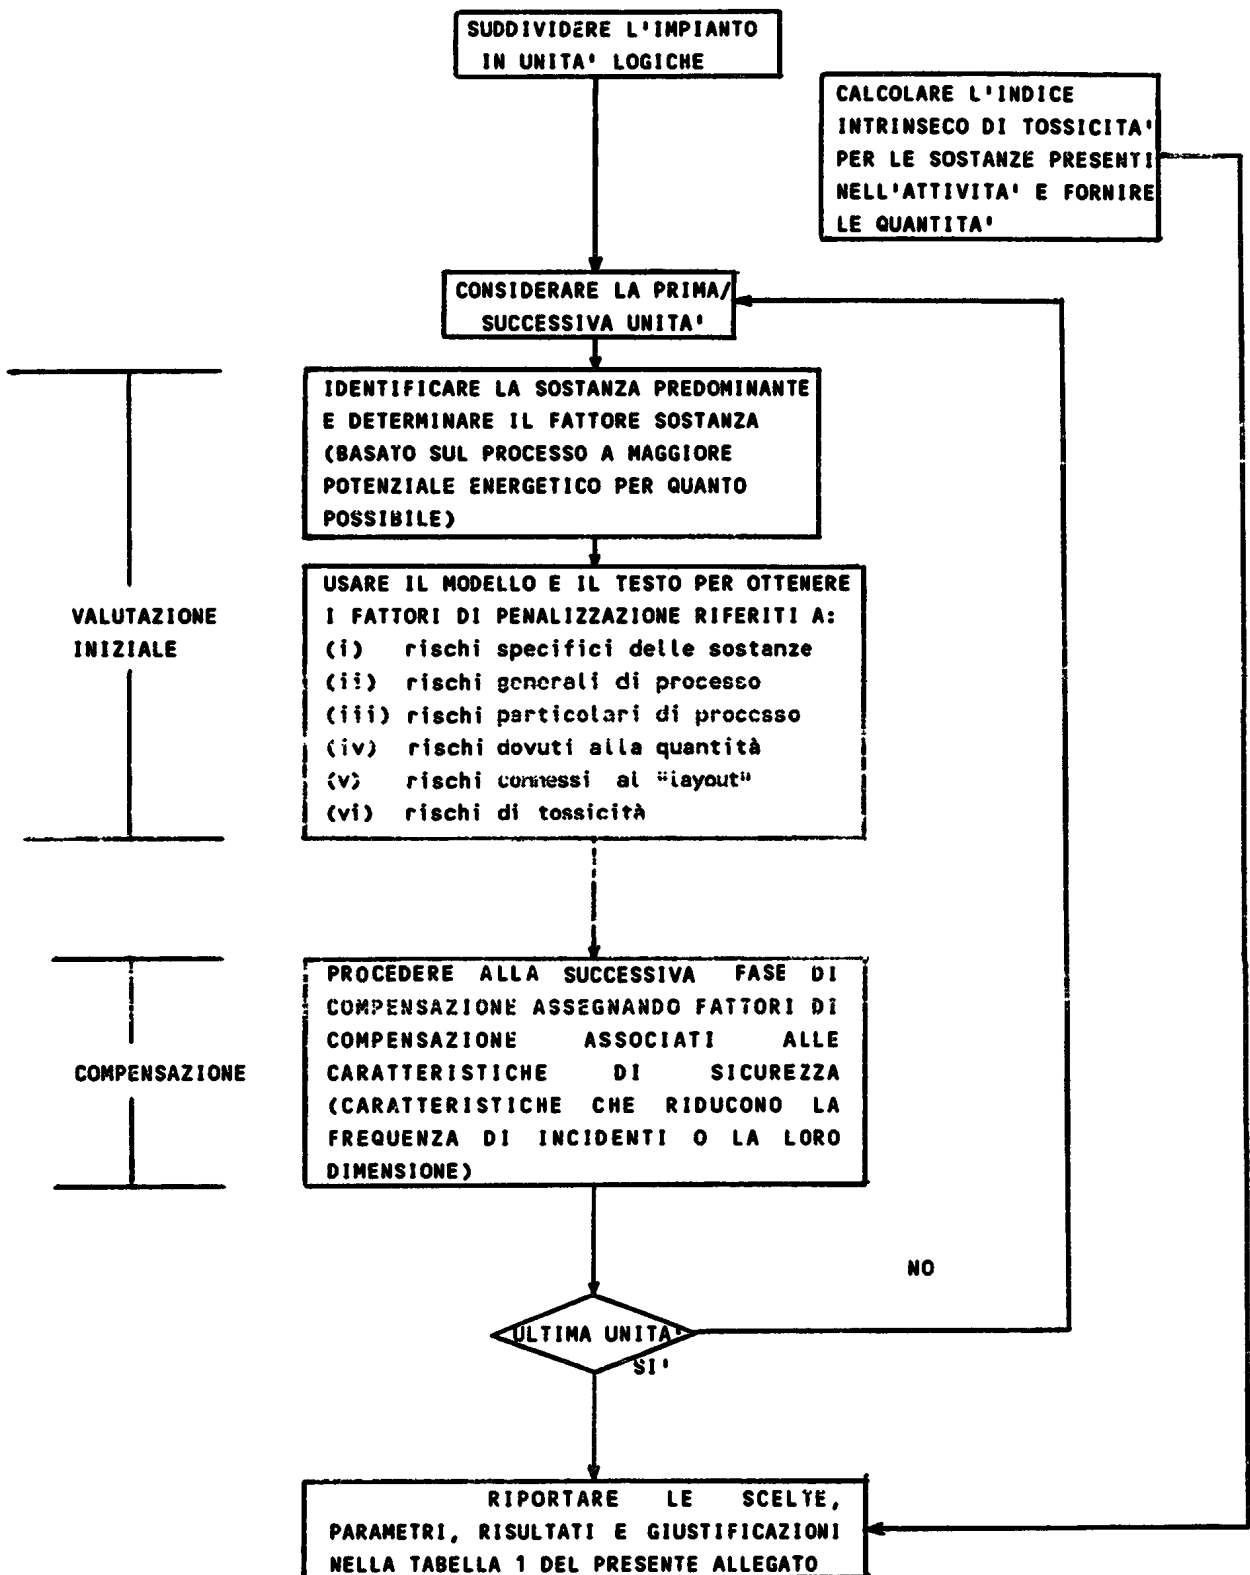 SUDDIVIDERE L'IMPIANTO
IN UNITA' LOGICHE
CALCOLARE L'INDICE
INTRINSECO DI TOSSICITA'
PER LE SOSTANZE PRESENTI
NELL'ATTIVITA' E FORNIRE
LE QUANTITA'
CONSIDERARE LA PRIMA/
SUCCESSIVA UNITA'
IDENTIFICARE LA SOSTANZA PREDOMINANTE
E DETERMINARE IL FATTORE SOSTANZA
(BASATO SUL PROCESSO A MAGGIORE
POTENZIALE ENERGETICO PER QUANTO
POSSIBILE)
VALUTAZIONE
INIZIALE
USARE IL MODELLO E IL TESTO PER OTTENERE
I FATTORI DI PENALIZZAZIONE RIFERITI A:
(i) rischi specifici delle sostanze
(ii) rischi generali di processo
(iii) rischi particolari di processo
(iv) rischi dovuti alla quantità
(v) rischi connessi al "layout"
(vi) rischi di tossicità
COMPENSAZIONE
PROCEDERE ALLA SUCCESSIVA FASE DI
COMPENSAZIONE ASSEGNANDO FATTORI DI
COMPENSAZIONE ASSOCIATI ALLE
CARATTERISTICHE DI SICUREZZA
(CARATTERISTICHE CHE RIDUCONO LA
FREQUENZA DI INCIDENTI O LA LORO
DIMENSIONE)
NO
ULTIMA UNITA'
SI'
RIPORTARE LE SCELTE,
PARAMETRI, RISULTATI E GIUSTIFICAZIONI
NELLA TABELLA 1 DEL PRESENTE ALLEGATO